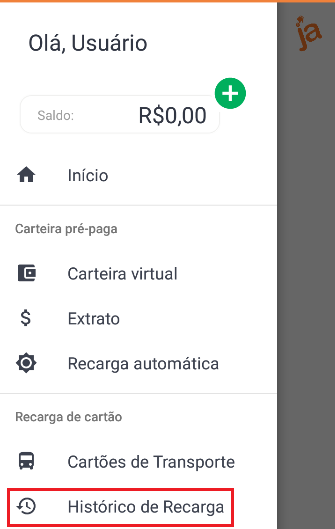 Olá, Usuário
Saldo: R$0,00
Início
Carteira pré-paga
Carteira virtual
Extrato
Recarga automática
Recarga de cartão
Cartões de Transporte
Histórico de Recarga
ja